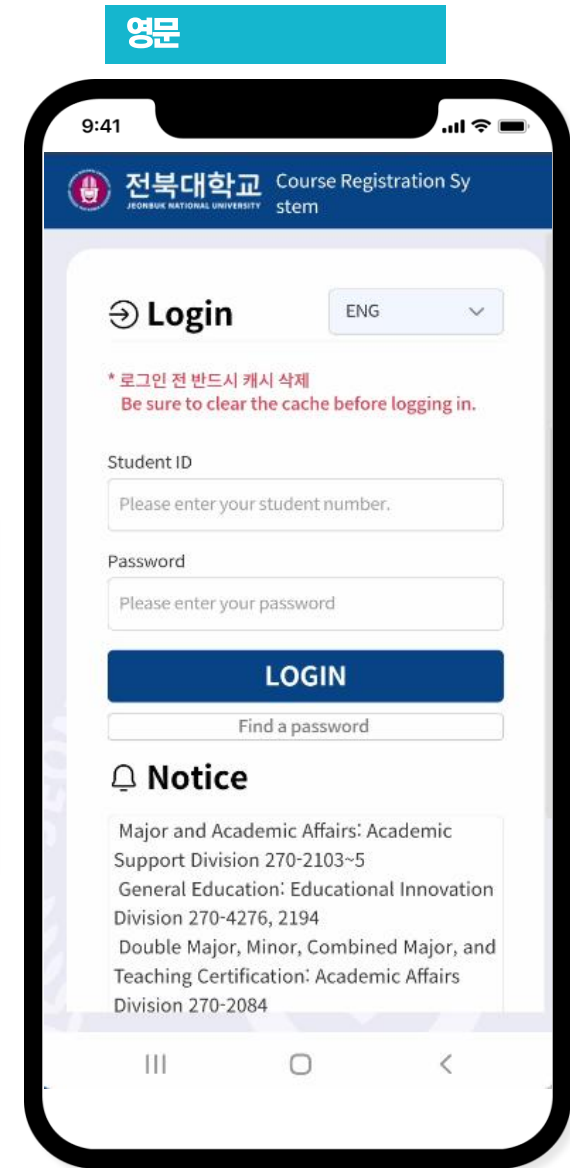 영문
9:41
전북대학교
JEONBUK NATIONAL UNIVERSITY
Course Registration Sy
stem
Login
ENG
* 로그인 전 반드시 캐시 삭제
Be sure to clear the cache before logging in.
Student ID
Please enter your student number.
Password
Please enter your password
LOGIN
Find a password
Notice
Major and Academic Affairs: Academic
Support Division 270-2103~5
General Education: Educational Innovation
Division 270-4276, 2194
Double Major, Minor, Combined Major, and
Teaching Certification: Academic Affairs
Division 270-2084